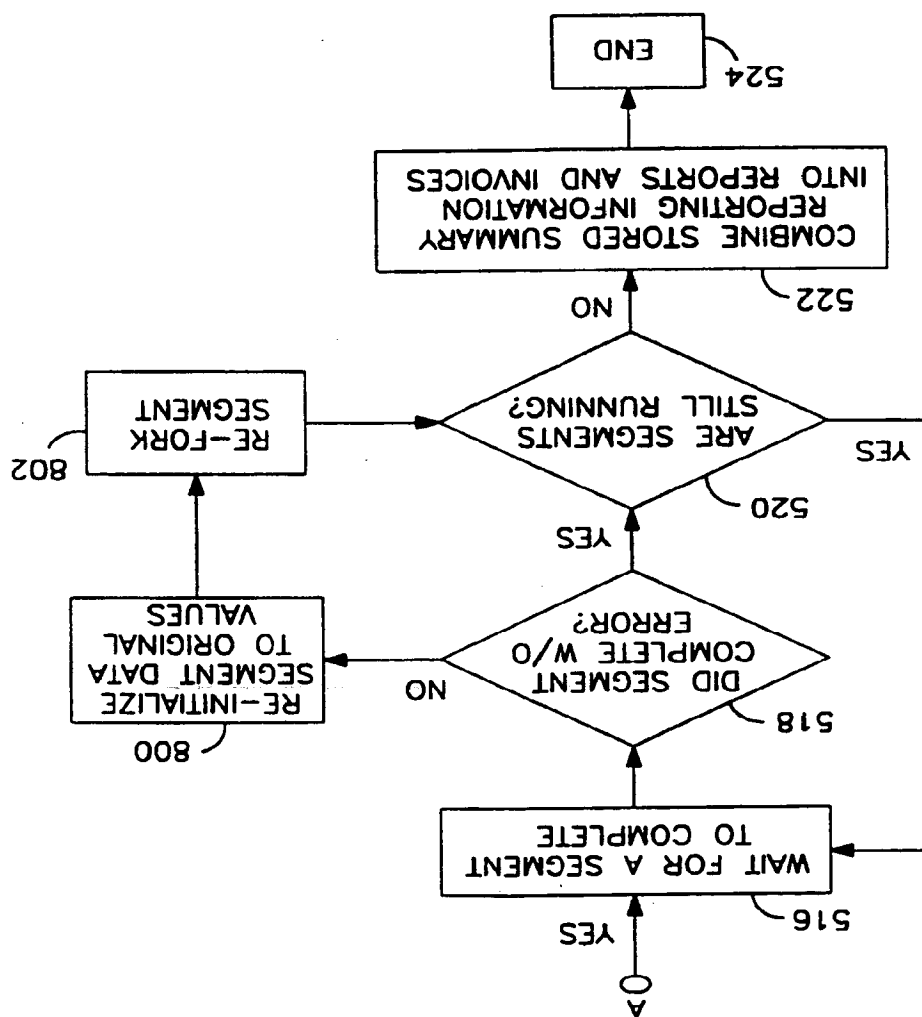 A
YES
516
WAIT FOR A SEGMENT
TO COMPLETE
518
DID SEGMENT
COMPLETE W/O
ERROR?
NO
800
RE-INITIALIZE
SEGMENT DATA
TO ORIGINAL
VALUES
YES
520
ARE SEGMENTS
STILL RUNNING?
YES
802
RE-FORK
SEGMENT
NO
522
COMBINE STORED SUMMARY
REPORTING INFORMATION
INTO REPORTS AND INVOICES
524
END